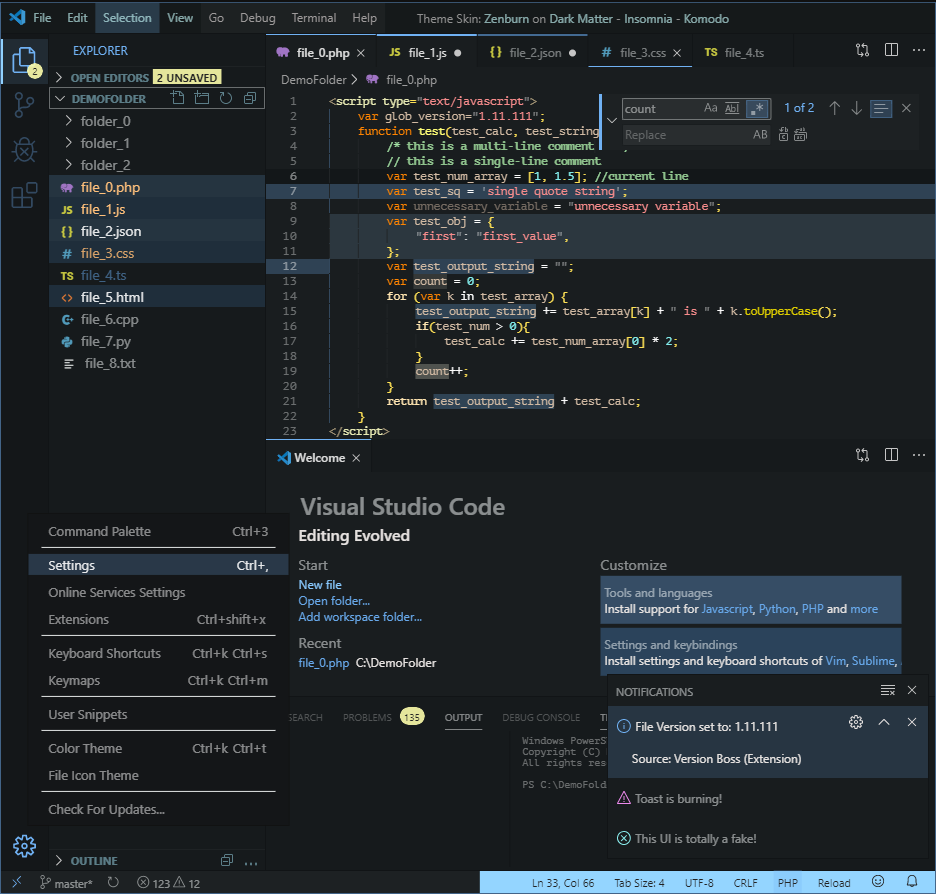 File Edit Selection View Go Debug Terminal Help Theme Skin: Zenburn on Dark Matter - Insomnia - Komodo
2
EXPLORER
OPEN EDITORS 2 UNSAVED
DEMOFOLDER
folder_0
folder_1
folder_2
file_0.php
JS file_1.js
{} file_2.json
# file_3.css
TS file_4.ts
<> file_5.html
file_6.cpp
file_7.py
file_8.txt
file_0.php JS file_1.js {} file_2.json # file_3.css TS file_4.ts
DemoFolder > file_0.php
count Aa Abl .* 1 of 2
Replace AB
1 <script type="text/javascript">
2 var glob_version="1.11.111";
3 function test(test_calc, test_string
4 /* this is a multi-line comment
5 // this is a single-line comment
6 var test_num_array = [1, 1.5]; //current line
7 var test_sq = 'single quote string';
8 var unnecessary_variable = "unnecessary variable";
9 var test_obj = {
10 "first": "first_value",
11 };
12 var test_output_string = "";
13 var count = 0;
14 for (var k in test_array) {
15 test_output_string += test_array[k] + " is " + k.toUpperCase();
16 if(test_num > 0){
17 test_calc += test_num_array[0] * 2;
18 }
19 count++;
20 }
21 return test_output_string + test_calc;
22 }
23 </script>
Welcome
Visual Studio Code
Editing Evolved
Start
New file
Open folder...
Add workspace folder...
Recent
file_0.php C:\DemoFolder
Customize
Tools and languages
Install support for Javascript, Python, PHP and more
Settings and keybindings
Install settings and keyboard shortcuts of Vim, Sublime,
Command Palette Ctrl+3
Settings Ctrl+,
Online Services Settings
Extensions Ctrl+shift+x
Keyboard Shortcuts Ctrl+k Ctrl+s
Keymaps Ctrl+k Ctrl+m
User Snippets
Color Theme Ctrl+k Ctrl+t
File Icon Theme
Check For Updates...
SEARCH PROBLEMS 135 OUTPUT DEBUG CONSOLE
Windows PowerS
Copyright (C)
All rights res
PS C:\DemoFold
NOTIFICATIONS
File Version set to: 1.11.111
Source: Version Boss (Extension)
Toast is burning!
This UI is totally a fake!
OUTLINE
master* 123 12 Ln 33, Col 66 Tab Size: 4 UTF-8 CRLF PHP Reload